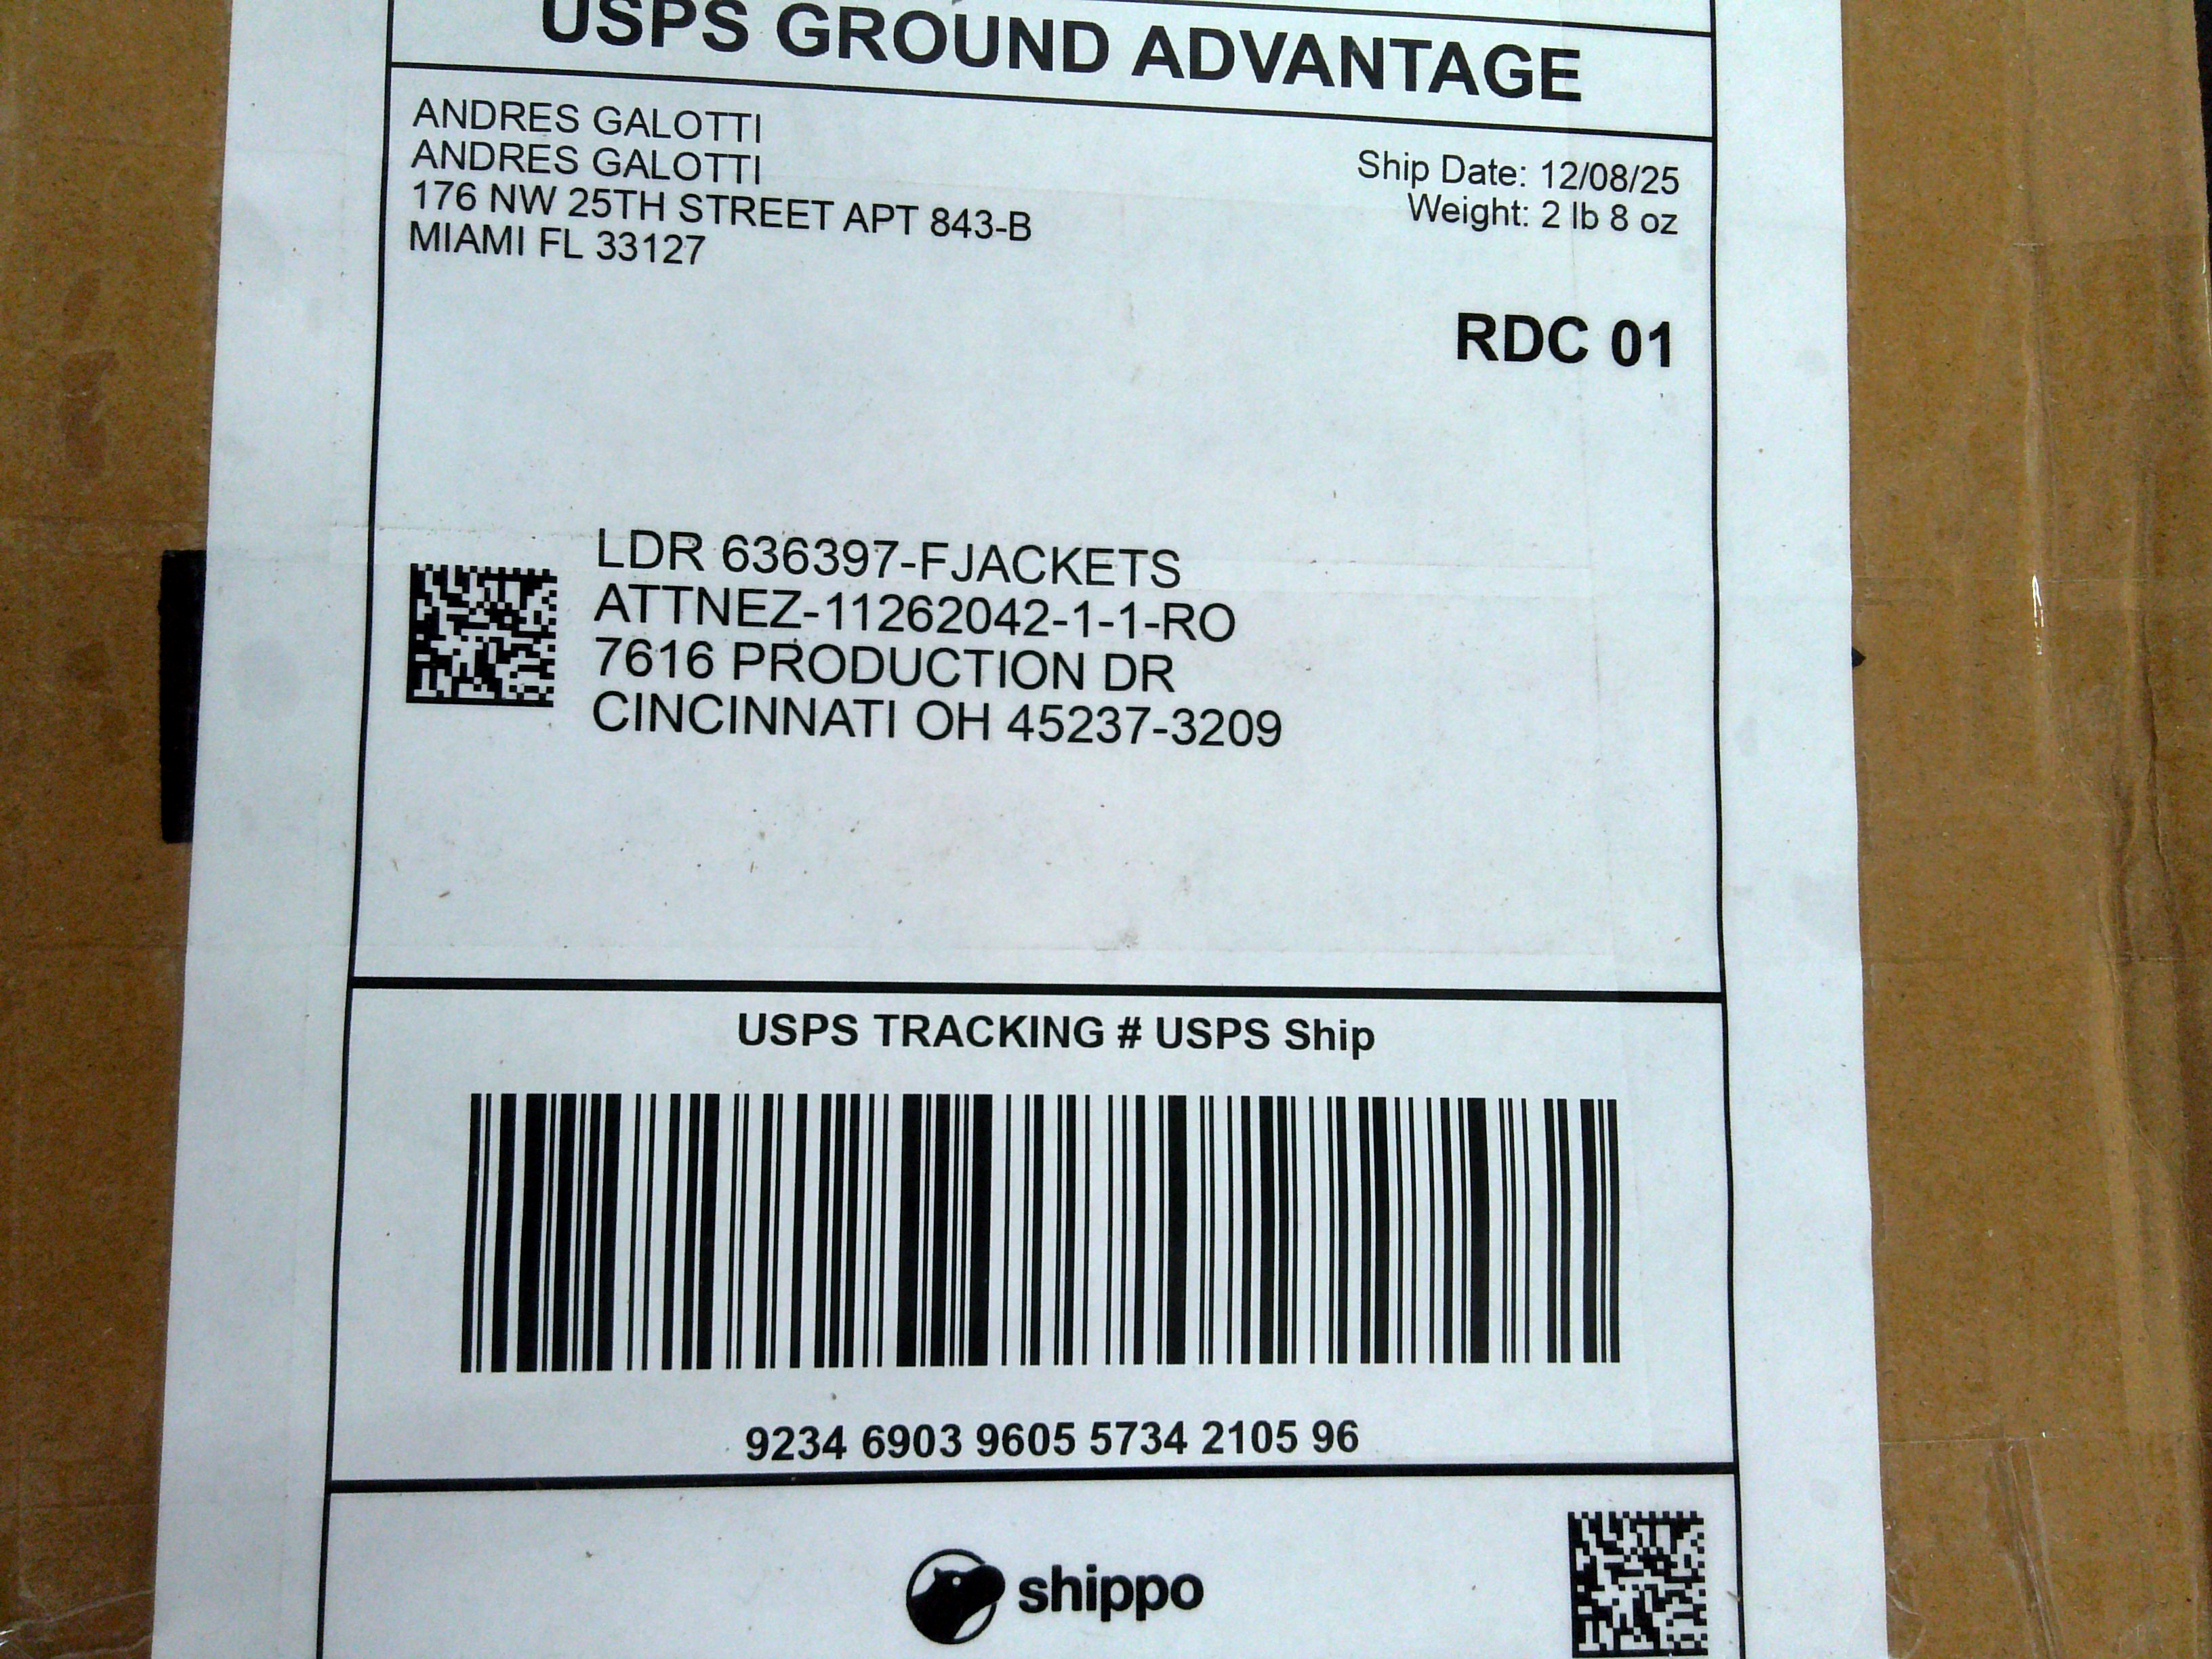 USPS GROUND ADVANTAGE
ANDRES GALOTTI
ANDRES GALOTTI
176 NW 25TH STREET APT 843-B
MIAMI FL 33127
Ship Date: 12/08/25
Weight: 2 lb 8 oz
RDC 01
LDR 636397-FJACKETS
ATTNEZ-11262042-1-1-RO
7616 PRODUCTION DR
CINCINNATI OH 45237-3209
USPS TRACKING # USPS Ship
9234 6903 9605 5734 2105 96
shippo